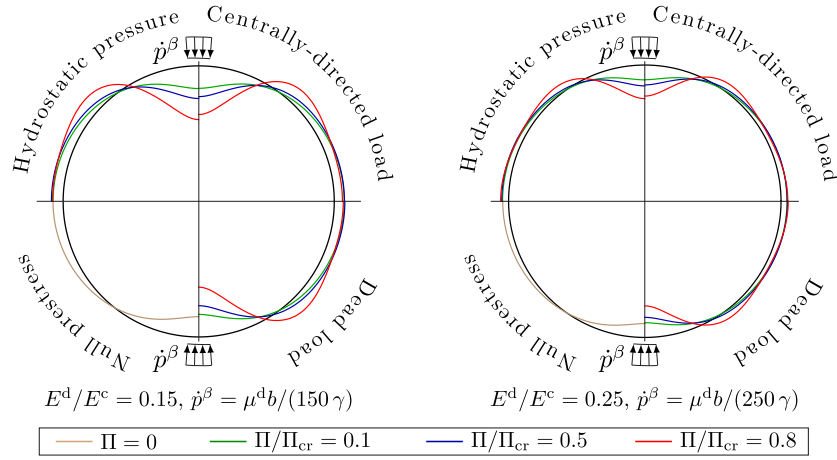 Hydrostatic pressure
Centrally-directed load
ṗ^β
Null prestress
Dead load
ṗ^β
E^d/E^c = 0.15, ṗ^β = μ^d b/(150 γ)
Hydrostatic pressure
Centrally-directed load
ṗ^β
Null prestress
Dead load
ṗ^β
E^d/E^c = 0.25, ṗ^β = μ^d b/(250 γ)
Π = 0 Π/Π_cr = 0.1 Π/Π_cr = 0.5 Π/Π_cr = 0.8